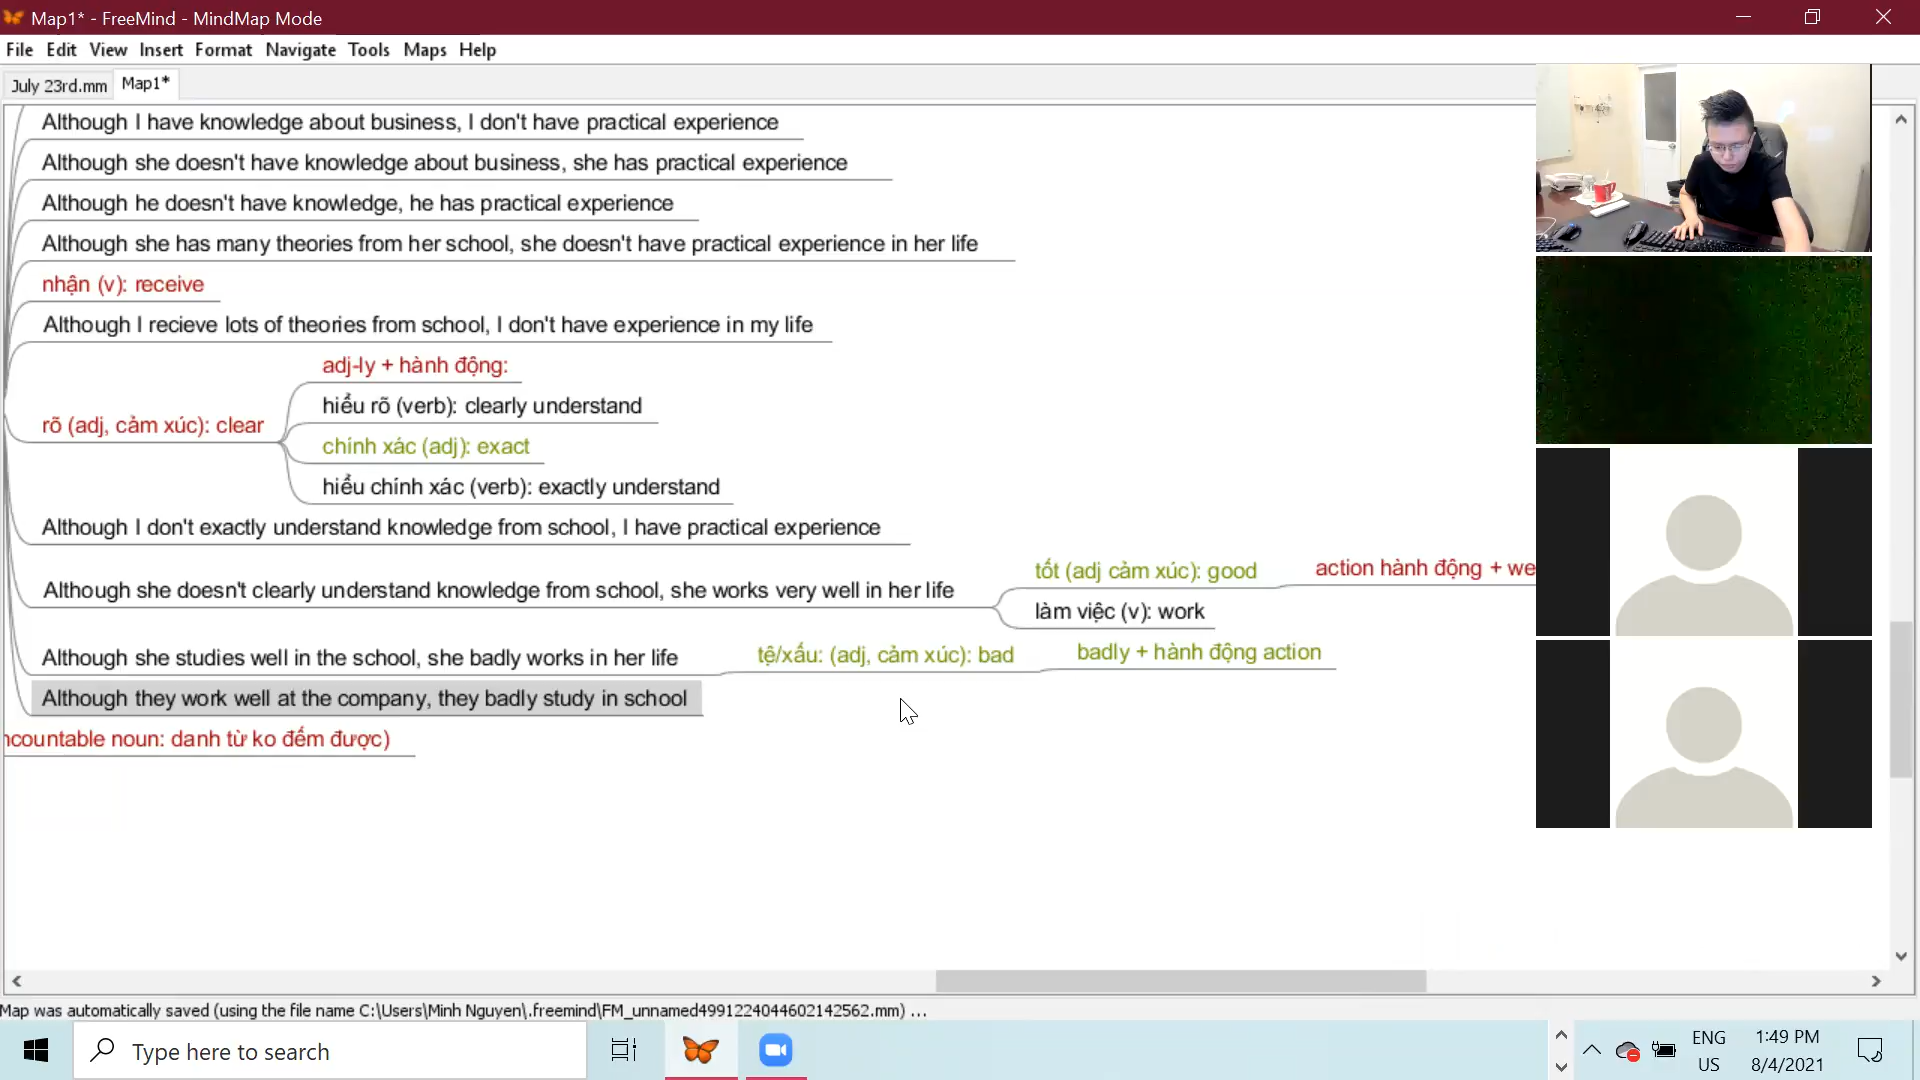 Map1* - FreeMind - MindMap Mode
File Edit View Insert Format Navigate Tools Maps Help
July 23rd.mm Map1*
Although I have knowledge about business, I don't have practical experience
Although she doesn't have knowledge about business, she has practical experience
Although he doesn't have knowledge, he has practical experience
Although she has many theories from her school, she doesn't have practical experience in her life
nhận (v): receive
Although I recieve lots of theories from school, I don't have experience in my life
adj-ly + hành động:
hiểu rõ (verb): clearly understand
rõ (adj, cảm xúc): clear
chính xác (adj): exact
hiểu chính xác (verb): exactly understand
Although I don't exactly understand knowledge from school, I have practical experience
tốt (adj cảm xúc): good
action hành động + we
Although she doesn't clearly understand knowledge from school, she works very well in her life
làm việc (v): work
Although she studies well in the school, she badly works in her life
tệ/xấu: (adj, cảm xúc): bad
badly + hành động action
Although they work well at the company, they badly study in school
ncountable noun: danh từ ko đếm được)
Map was automatically saved (using the file name C:\Users\Minh Nguyen\.freemind\FM_unnamed4991224044602142562.mm) ...
Type here to search
ENG
US
1:49 PM
8/4/2021